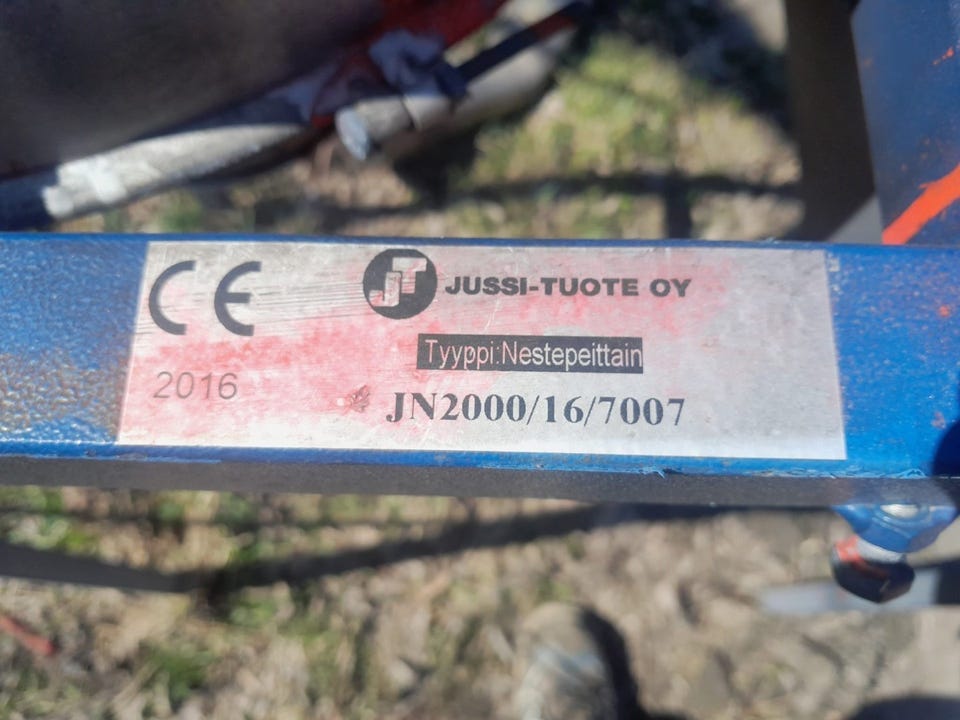 CE
JT JUSSI-TUOTE OY
Tyyppi:Nestepeittain
2016
JN2000/16/7007